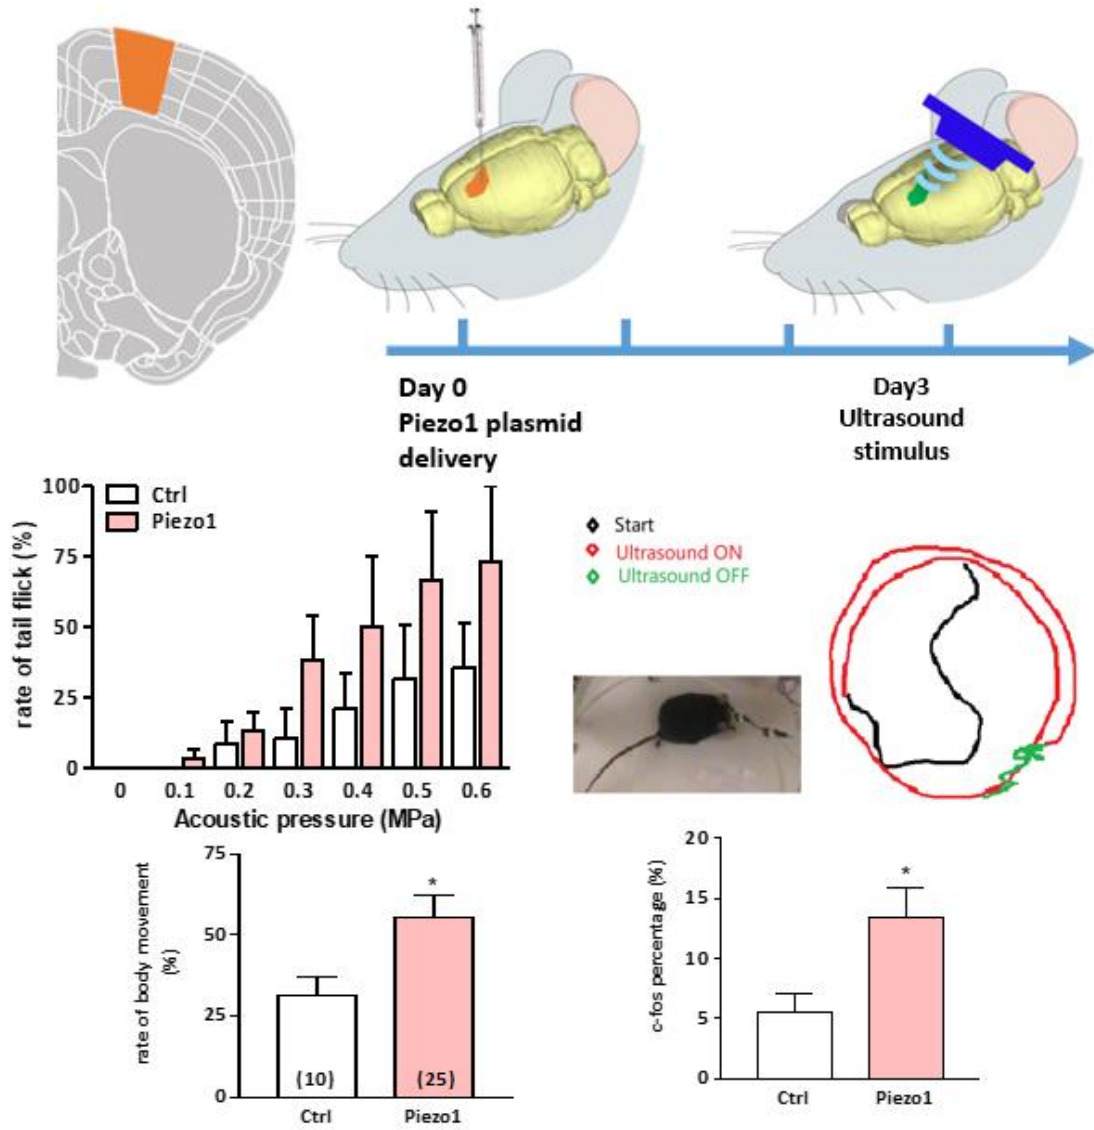 Day 0
Piezo1 plasmid
delivery
Day3
Ultrasound
stimulus
rate of tail flick (%)
100
75
50
25
0
Ctrl
Piezo1
0 0.1 0.2 0.3 0.4 0.5 0.6
Acoustic pressure (MPa)
Start
Ultrasound ON
Ultrasound OFF
rate of body movement
(%)
75
50
25
0
*
(10) (25)
Ctrl Piezo1
c-fos percentage (%)
20
15
10
5
0
*
Ctrl Piezo1